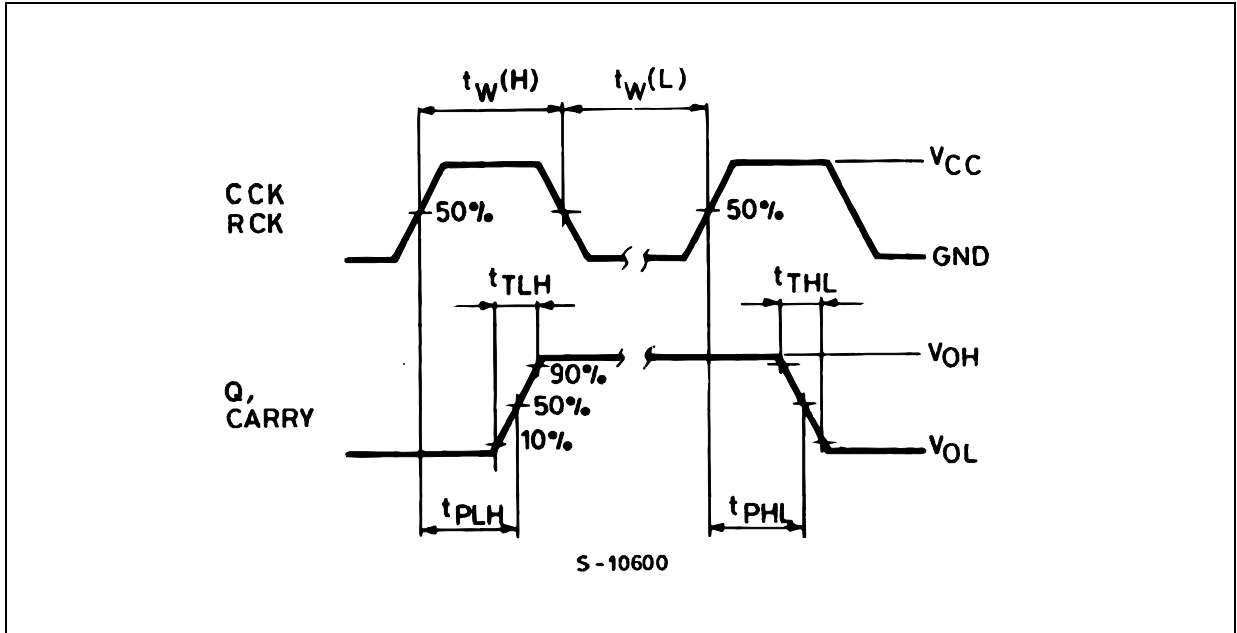 tW(H)
tW(L)
VCC
CCK
RCK
50%
50%
GND
tTLH
tTHL
VOH
90%
Q,
CARRY
50%
10%
VOL
tPLH
tPHL
S-10600